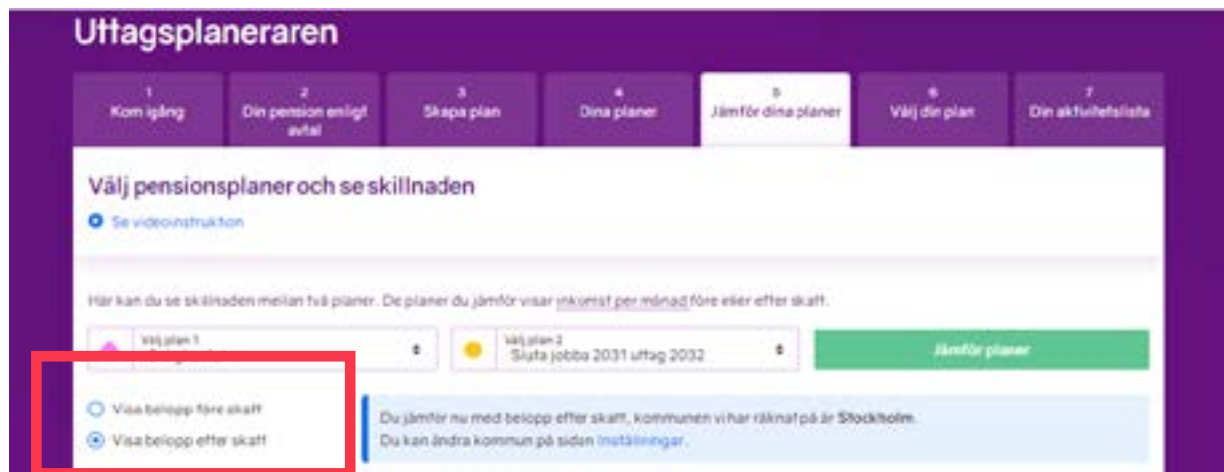 Uttagsplaneraren
1
Kom igång
2
Din pension enligt
avtal
3
Skapa plan
4
Dina planer
5
Jämför dina planer
6
Välj din plan
7
Din aktivitetslista
Välj pensionsplaner och se skillnaden
Se videoinstruktion
Här kan du se skillnaden mellan två planer. De planer du jämför visar inkomst per månad före eller efter skatt.
Välj plan 1
Välj plan 2
Sluta jobba 2031 uttag 2032
Jämför planer
Visa belopp före skatt
Visa belopp efter skatt
Du jämför nu med belopp efter skatt, kommunen vi har räknat på är Stockholm.
Du kan ändra kommun på sidan Inställningar.